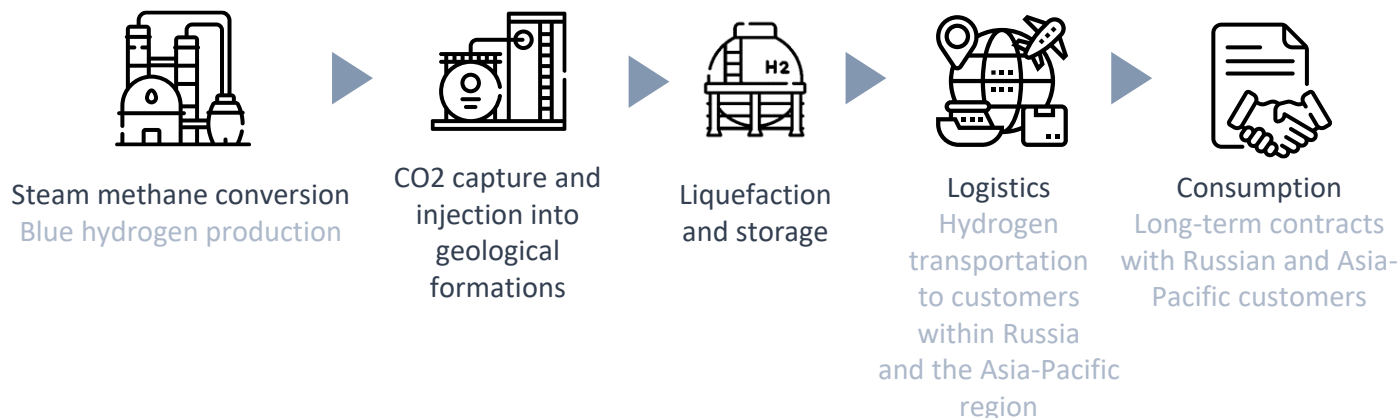 H2
Steam methane conversion
Blue hydrogen production
CO2 capture and
injection into
geological
formations
Liquefaction
and storage
Logistics
Hydrogen
transportation
to customers
within Russia
and the Asia-Pacific
region
Consumption
Long-term contracts
with Russian and Asia-
Pacific customers